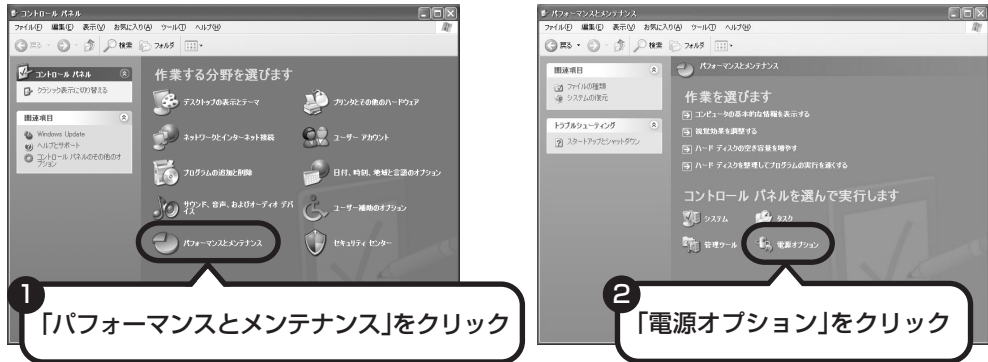 コントロール パネル
ファイル(F) 編集(E) 表示(V) お気に入り(A) ツール(T) ヘルプ(H)
戻る 検索 フォルダ
コントロール パネル
クラシック表示に切り替える
関連項目
Windows Update
ヘルプとサポート
コントロール パネルのその他のオプション
作業する分野を選びます
デスクトップの表示とテーマ
プリンタとその他のハードウェア
ネットワークとインターネット接続
ユーザー アカウント
プログラムの追加と削除
日付、時刻、地域と言語のオプション
サウンド、音声、およびオーディオ デバイス
ユーザー補助のオプション
パフォーマンスとメンテナンス
セキュリティ センター
1
「パフォーマンスとメンテナンス」をクリック
パフォーマンスとメンテナンス
ファイル(F) 編集(E) 表示(V) お気に入り(A) ツール(T) ヘルプ(H)
戻る 検索 フォルダ
関連項目
ファイルの種類
システムの復元
トラブルシューティング
スタートアップとシャットダウン
パフォーマンスとメンテナンス
作業を選びます
コンピュータの基本的な情報を表示する
視覚効果を調整する
ハード ディスクの空き容量を増やす
ハード ディスクを整理してプログラムの実行を速くする
コントロール パネルを選んで実行します
システム
タスク
管理ツール
電源オプション
2
「電源オプション」をクリック